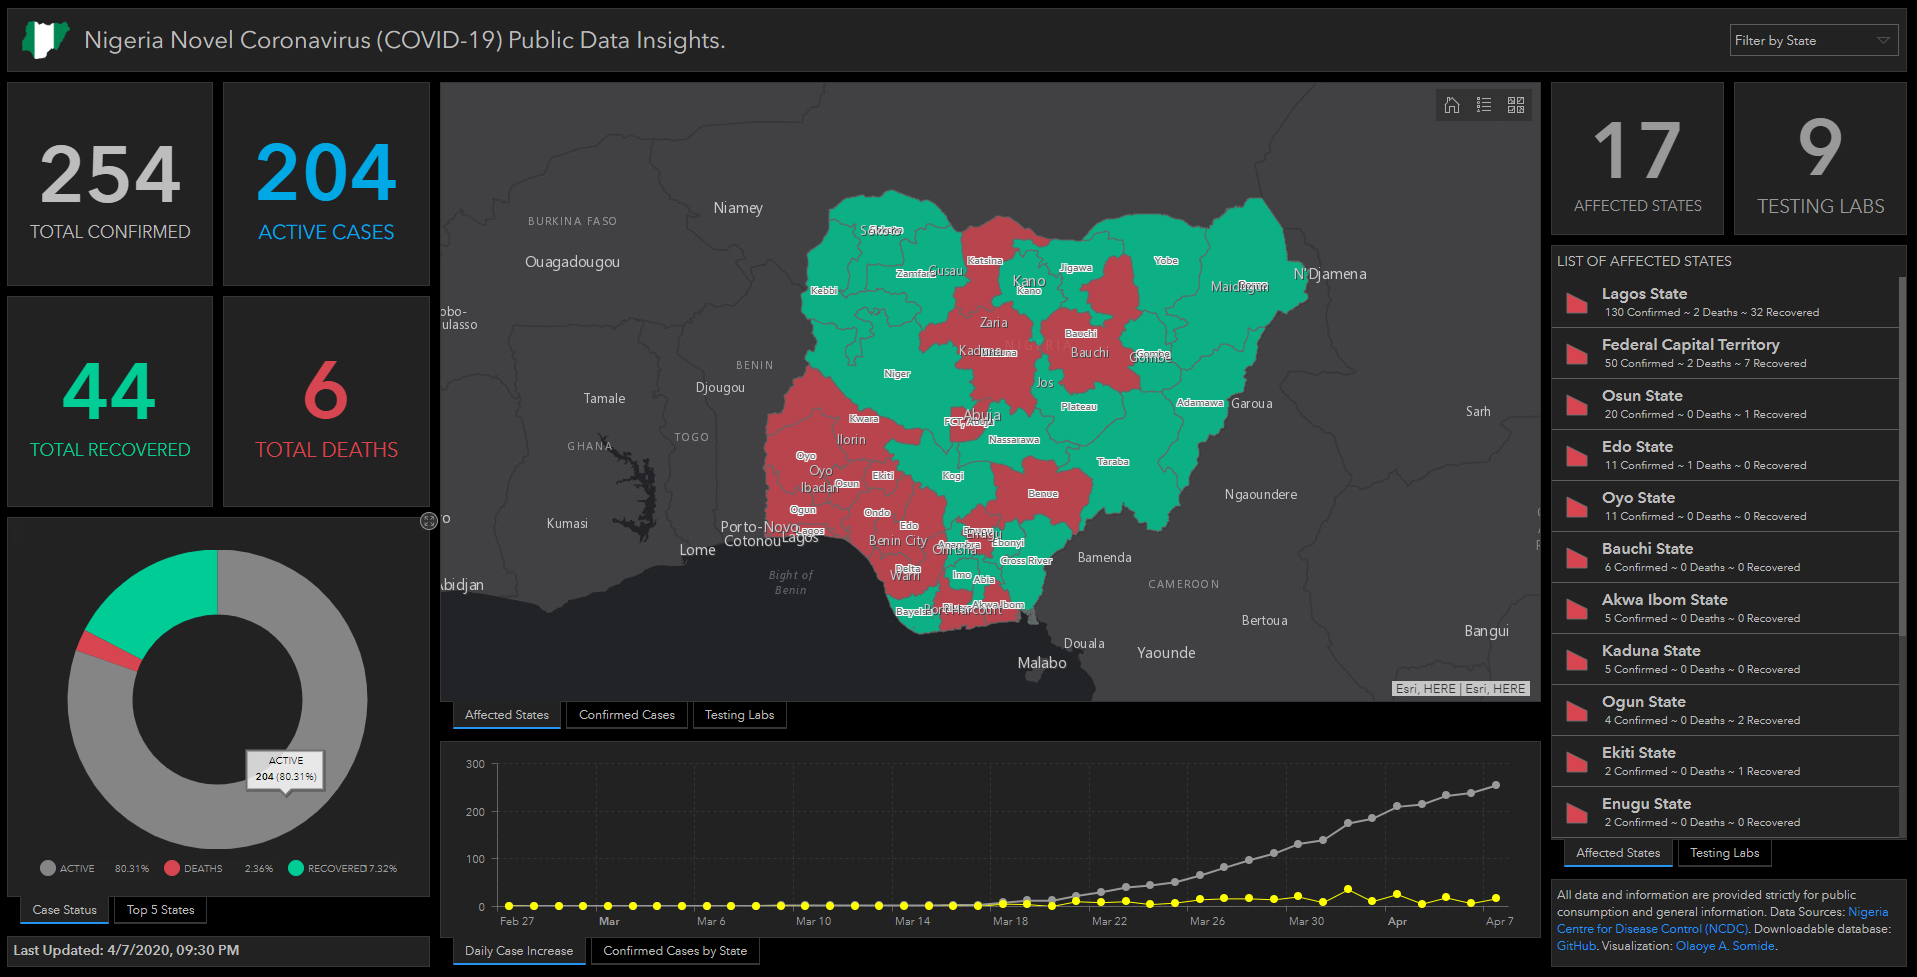 Nigeria Novel Coronavirus (COVID-19) Public Data Insights.
Filter by State
254
TOTAL CONFIRMED
204
ACTIVE CASES
44
TOTAL RECOVERED
6
TOTAL DEATHS
ACTIVE
204 (80.31%)
ACTIVE 80.31% DEATHS 2.36% RECOVERED 17.32%
Case Status
Top 5 States
Last Updated: 4/7/2020, 09:30 PM
Niamey
BURKINA FASO
Ouagadougou
obo-
ulasso
BENIN
Djougou
Tamale
TOGO
GHANA
Kumasi
Porto-Novo
Cotonou
Lagos
Lagos
Lome
Abidjan
Bight of
Benin
Kebbi
Zamfara
Gusau
Katsina
Kano
Kano
Jigawa
Yobe
N'Djamena
Zaria
Bauchi
Bauchi
Gombe
Niger
Jos
Plateau
Adamawa
Garoua
Sarh
Kwara
Ilorin
Abuja
Nassarawa
Oyo
Oyo
Ibadan
Osun
Ekiti
Kogi
Taraba
Benue
Ngaoundere
Ogun
Ondo
Edo
Benin City
Enugu
Ebonyi
Cross River
Bamenda
Delta
Warri
Imo
Abia
CAMEROON
Akwa Ibom
Bertoua
Bangui
Douala
Yaounde
Malabo
Esri, HERE | Esri, HERE
Affected States
Confirmed Cases
Testing Labs
300
200
100
0
Feb 27 Mar Mar 6 Mar 10 Mar 14 Mar 18 Mar 22 Mar 26 Mar 30 Apr Apr 7
Daily Case Increase
Confirmed Cases by State
17
AFFECTED STATES
9
TESTING LABS
LIST OF AFFECTED STATES
Lagos State
130 Confirmed ~ 2 Deaths ~ 32 Recovered
Federal Capital Territory
50 Confirmed ~ 2 Deaths ~ 7 Recovered
Osun State
20 Confirmed ~ 0 Deaths ~ 1 Recovered
Edo State
11 Confirmed ~ 1 Deaths ~ 0 Recovered
Oyo State
11 Confirmed ~ 0 Deaths ~ 0 Recovered
Bauchi State
6 Confirmed ~ 0 Deaths ~ 0 Recovered
Akwa Ibom State
5 Confirmed ~ 0 Deaths ~ 0 Recovered
Kaduna State
5 Confirmed ~ 0 Deaths ~ 0 Recovered
Ogun State
4 Confirmed ~ 0 Deaths ~ 2 Recovered
Ekiti State
2 Confirmed ~ 0 Deaths ~ 1 Recovered
Enugu State
2 Confirmed ~ 0 Deaths ~ 0 Recovered
Affected States
Testing Labs
All data and information are provided strictly for public
consumption and general information. Data Sources: Nigeria
Centre for Disease Control (NCDC). Downloadable database:
GitHub. Visualization: Olaoye A. Somide.